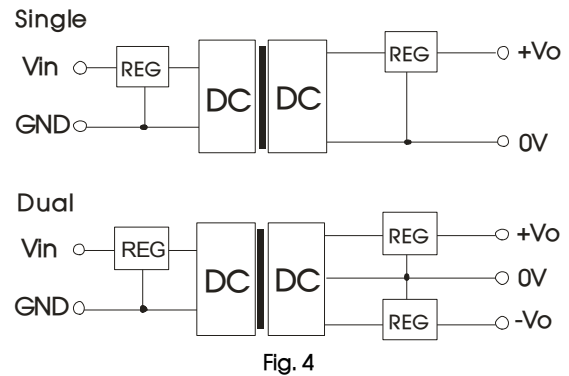 Single
Vin REG DC DC REG +Vo
GND 0V
Dual
Vin REG DC DC REG +Vo
0V
GND REG -Vo
Fig. 4